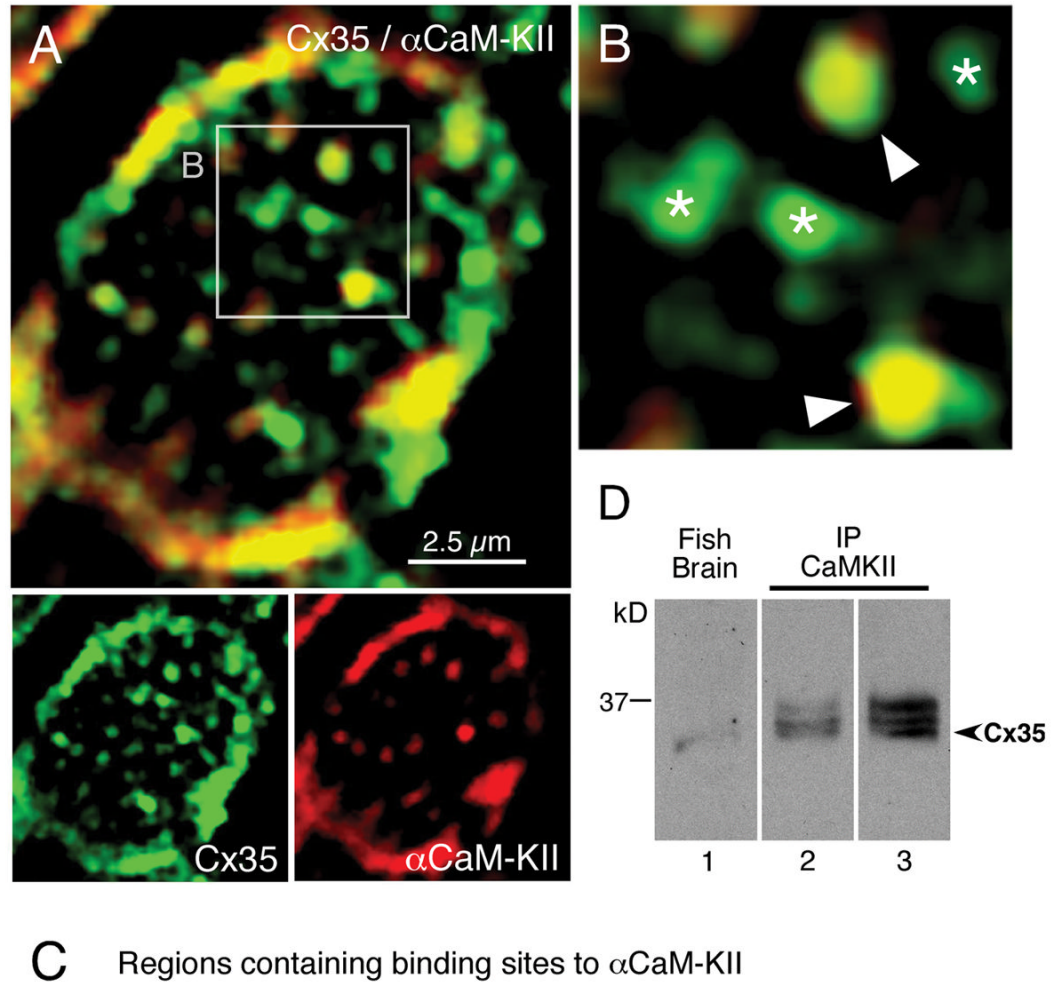 A
Cx35 / αCaM-KII
B
2.5 µm
Cx35
αCaM-KII
B
*
*
*
D
Fish
Brain
IP
CaMKII
kD
37
Cx35
1
2
3
C
Regions containing binding sites to αCaM-KII